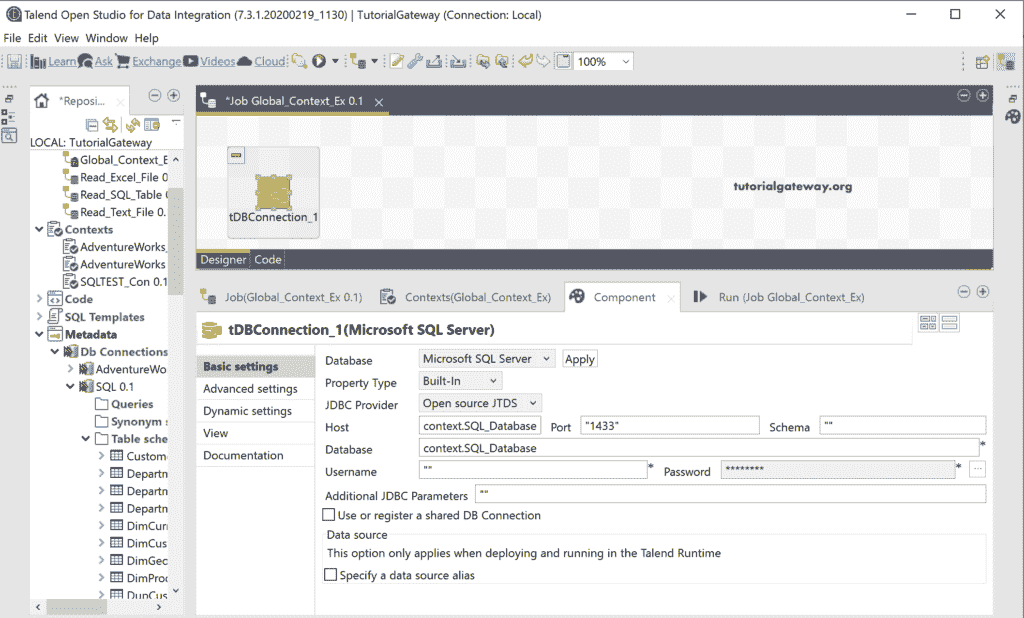 Talend Open Studio for Data Integration (7.3.1.20200219_1130) | TutorialGateway (Connection: Local)
File Edit View Window Help
Learn Ask Exchange Videos Cloud 100%
*Reposi...
*Job Global_Context_Ex 0.1
LOCAL: TutorialGateway
Global_Context_E
Read_Excel_File 0
Read_SQL_Table 0
Read_Text_File 0.
Contexts
AdventureWorks_
AdventureWorks
SQLTEST_Con 0.1
Code
SQL Templates
Metadata
Db Connections
AdventureWo
SQL 0.1
Queries
Synonym s
Table sche
Custome
Departn
Departn
Departn
DimCurr
DimCus
DimGeo
DimProd
DupCus
tDBConnection_1
tutorialgateway.org
Designer Code
Job(Global_Context_Ex 0.1) Contexts(Global_Context_Ex) Component Run (Job Global_Context_Ex)
tDBConnection_1(Microsoft SQL Server)
Basic settings
Advanced settings
Dynamic settings
View
Documentation
Database Microsoft SQL Server Apply
Property Type Built-In
JDBC Provider Open source JTDS
Host context.SQL_Database Port "1433" Schema ""
Database context.SQL_Database *
Username "" * Password ******** * ...
Additional JDBC Parameters ""
Use or register a shared DB Connection
Data source
This option only applies when deploying and running in the Talend Runtime
Specify a data source alias